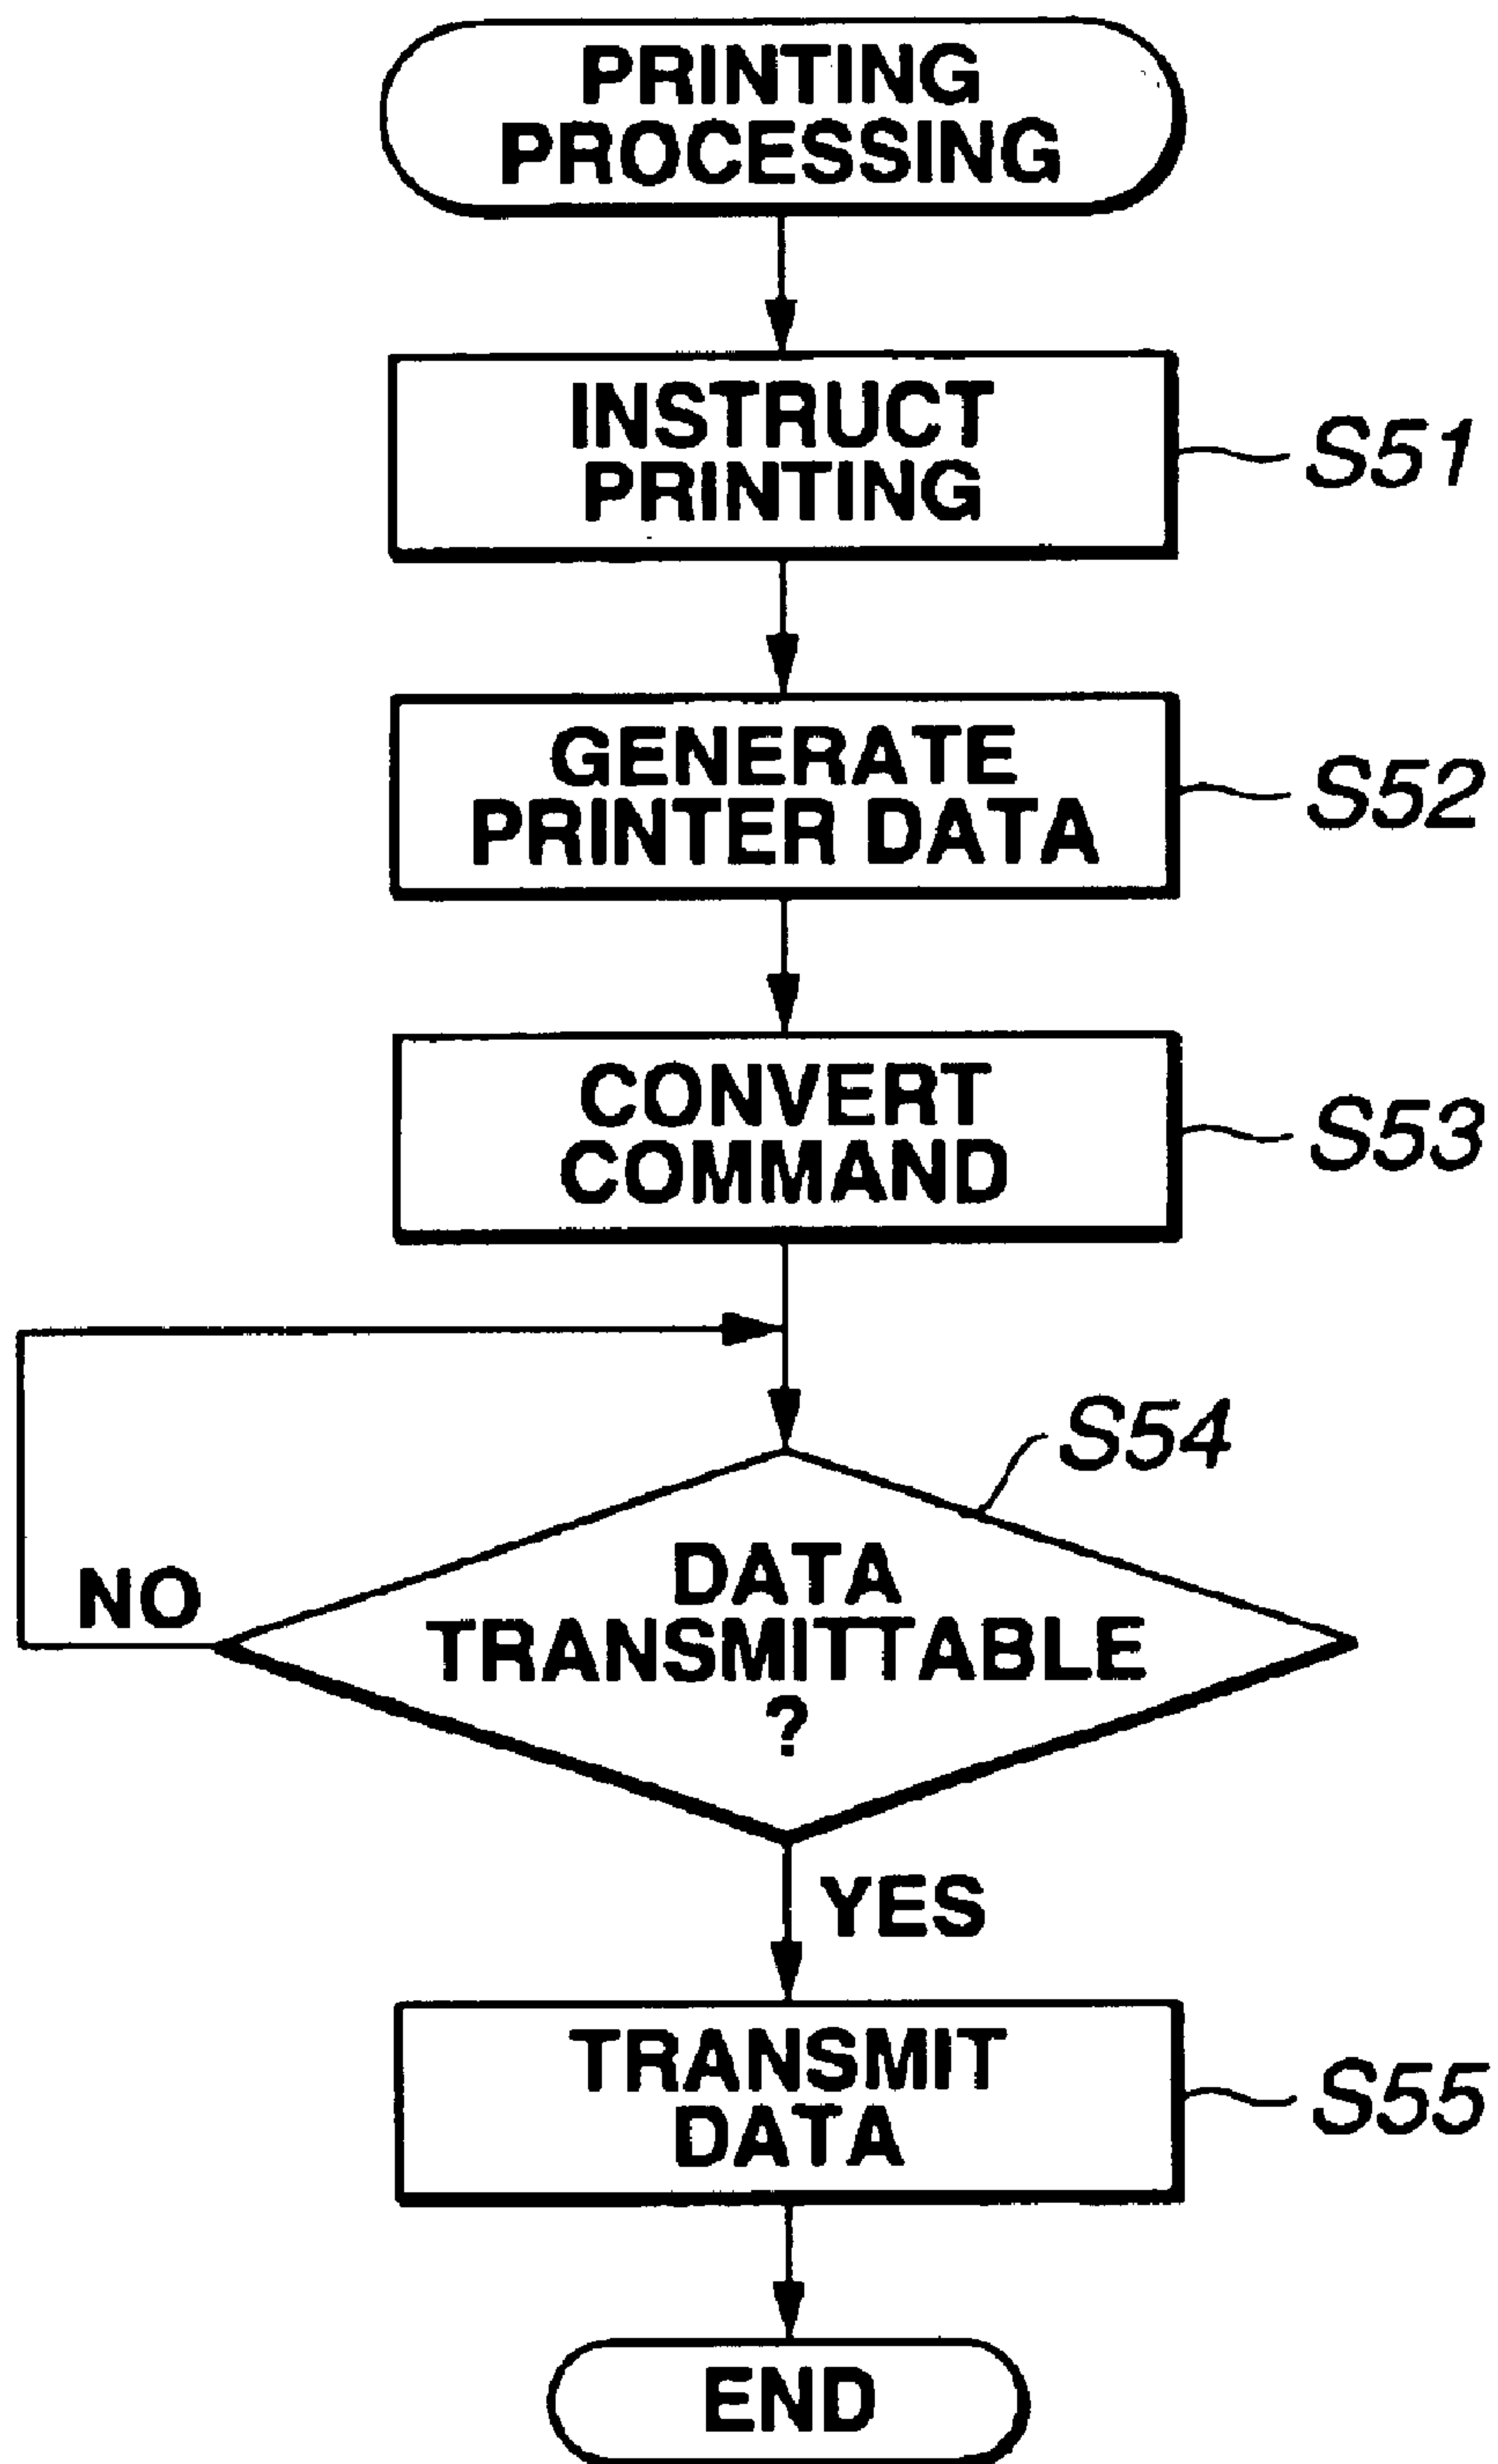 PRINTING
PROCESSING
INSTRUCT
PRINTING
S51
GENERATE
PRINTER DATA
S52
CONVERT
COMMAND
S53
S54
DATA
TRANSMITTABLE
?
NO
YES
TRANSMIT
DATA
S55
END